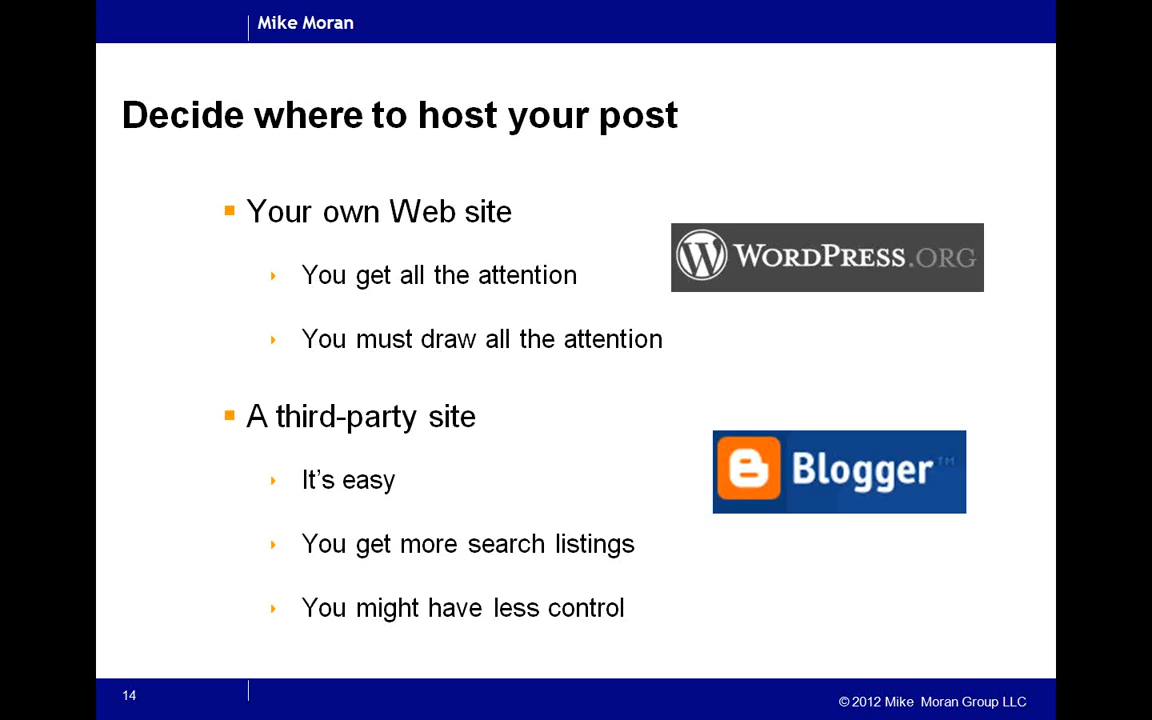 Mike Moran
Decide where to host your post
Your own Web site
You get all the attention
WORDPRESS.ORG
You must draw all the attention
A third-party site
It’s easy
Blogger™
You get more search listings
You might have less control
14
© 2012 Mike Moran Group LLC